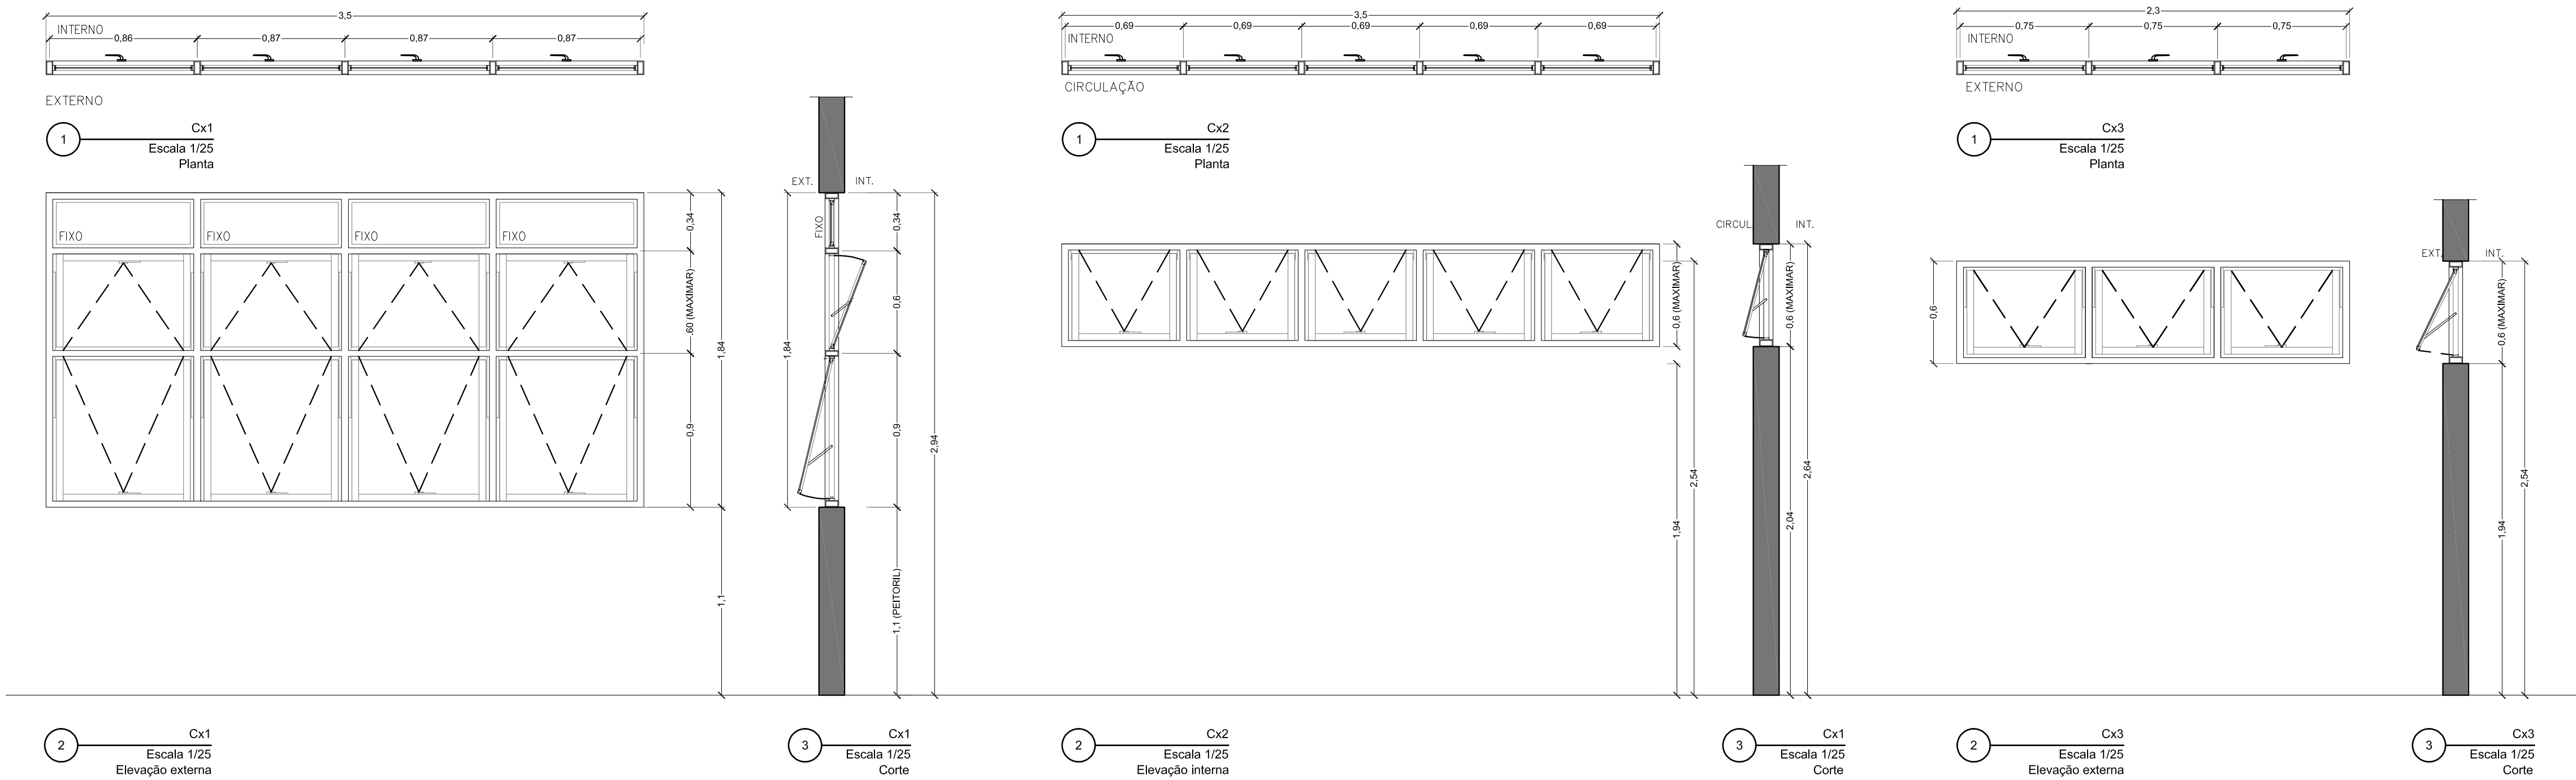 3,5
INTERNO
0,86 0,87 0,87 0,87
EXTERNO
1
Cx1
Escala 1/25
Planta
FIXO FIXO FIXO FIXO
0,34
.60 (MAXIMAR)
0,9
1,84
1,1
2
Cx1
Escala 1/25
Elevação externa
EXT. INT.
FIXO
1,84
0,34
0,6
0,9
1,1 (PEITORIL)
2,94
3
Cx1
Escala 1/25
Corte
3,5
0,69 0,69 0,69 0,69 0,69
INTERNO
CIRCULAÇÃO
1
Cx2
Escala 1/25
Planta
0,6 (MAXIMAR)
1,94
2,54
2
Cx2
Escala 1/25
Elevação interna
CIRCUL. INT.
0,6 (MAXIMAR)
2,04
2,64
3
Cx1
Escala 1/25
Corte
2,3
0,75 0,75 0,75
INTERNO
EXTERNO
1
Cx3
Escala 1/25
Planta
0,6
2
Cx3
Escala 1/25
Elevação externa
EXT. INT.
0,6 (MAXIMAR)
1,94
2,54
3
Cx3
Escala 1/25
Corte